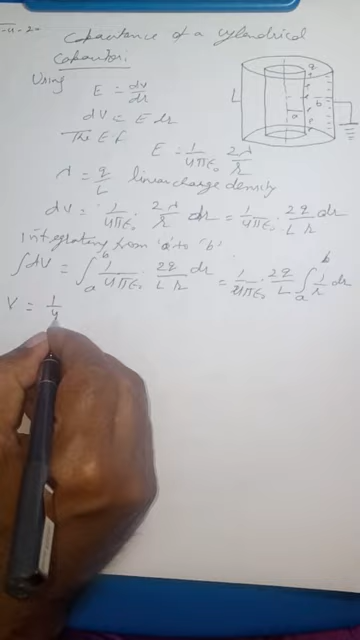 Capacitance of a cylindrical
Capacitor:
Using
E = dv/dr
dV = E dr
The E f
E = 1/4πε₀ 2λ/r
λ = q/L linear charge density
dV = 1/4πε₀ · 2λ/r dr = 1/4πε₀ · 2q/L r dr
Integrating from 'a' to 'b'
∫dV = ∫ₐᵇ 1/4πε₀ · 2q/L r dr = 1/4πε₀ · 2q/L ∫ₐᵇ 1/r dr
V = 1/4
L
q
b
a